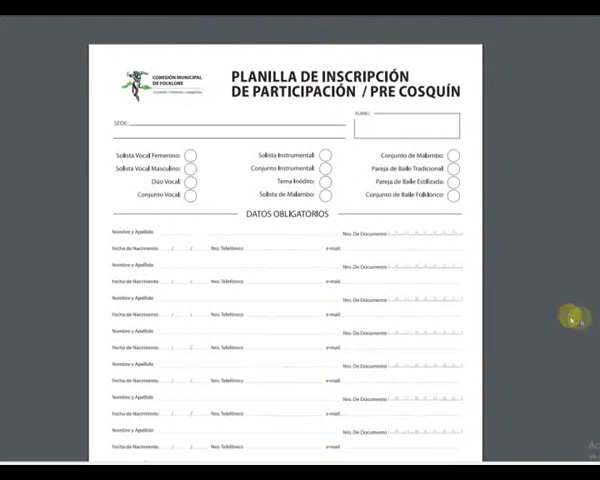 COMISIÓN MUNICIPAL
DE FOLKLORE
PLANILLA DE INSCRIPCIÓN
DE PARTICIPACIÓN / PRE COSQUÍN
SEDE:
RUBRO:
Solista Vocal Femenino: Solista Instrumental: Conjunto de Malambo:
Solista Vocal Masculino: Conjunto Instrumental: Pareja de Baile Tradicional:
Dúo Vocal: Tema Inédito: Pareja de Baile Estilizada:
Conjunto Vocal: Solista de Malambo: Conjunto de Baile Folklórico:
DATOS OBLIGATORIOS
Nombre y Apellido Nro. De Documento
Fecha de Nacimiento / / Nro. Telefónico e-mail
Nombre y Apellido Nro. De Documento
Fecha de Nacimiento / / Nro. Telefónico e-mail
Nombre y Apellido Nro. De Documento
Fecha de Nacimiento / / Nro. Telefónico e-mail
Nombre y Apellido Nro. De Documento
Fecha de Nacimiento / / Nro. Telefónico e-mail
Nombre y Apellido Nro. De Documento
Fecha de Nacimiento / / Nro. Telefónico e-mail
Nombre y Apellido Nro. De Documento
Fecha de Nacimiento / / Nro. Telefónico e-mail
Nombre y Apellido Nro. De Documento
Fecha de Nacimiento / / Nro. Telefónico e-mail